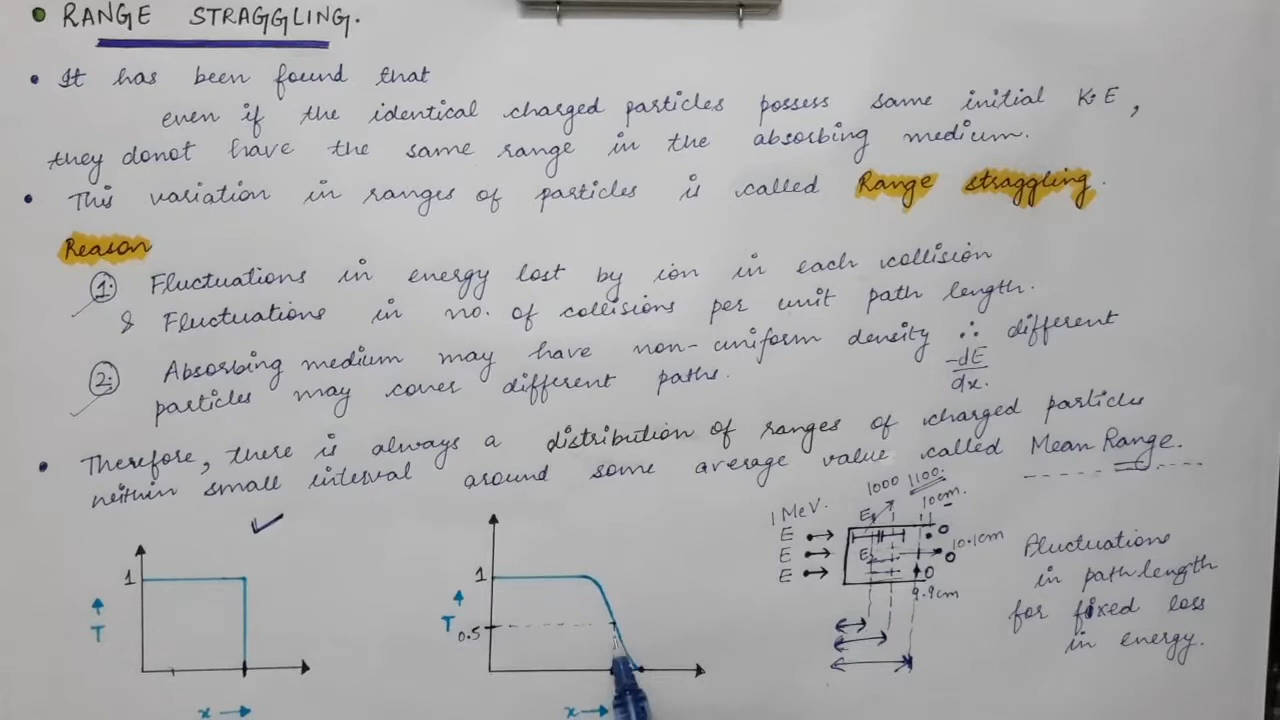 • RANGE STRAGGLING.
• It has been found that
even if the identical charged particles possess same initial K.E,
they donot have the same range in the absorbing medium.
• This variation in ranges of particles is called Range straggling.
Reason
1. Fluctuations in energy lost by ion in each collision
& Fluctuations in no. of collisions per unit path length.
2. Absorbing medium may have non-uniform density ∴ different
particles may cover different paths.
-dE
dx.
• Therefore, there is always a distribution of ranges of charged particles
within small interval around some average value called Mean Range.
1
T
x →
1
T
0.5
x →
1 MeV.
E
E
E
1000 1100.
10cm.
E1
E2
O
O
O
10.1cm
9.9cm
Fluctuations
in path length
for fixed loss
in energy.